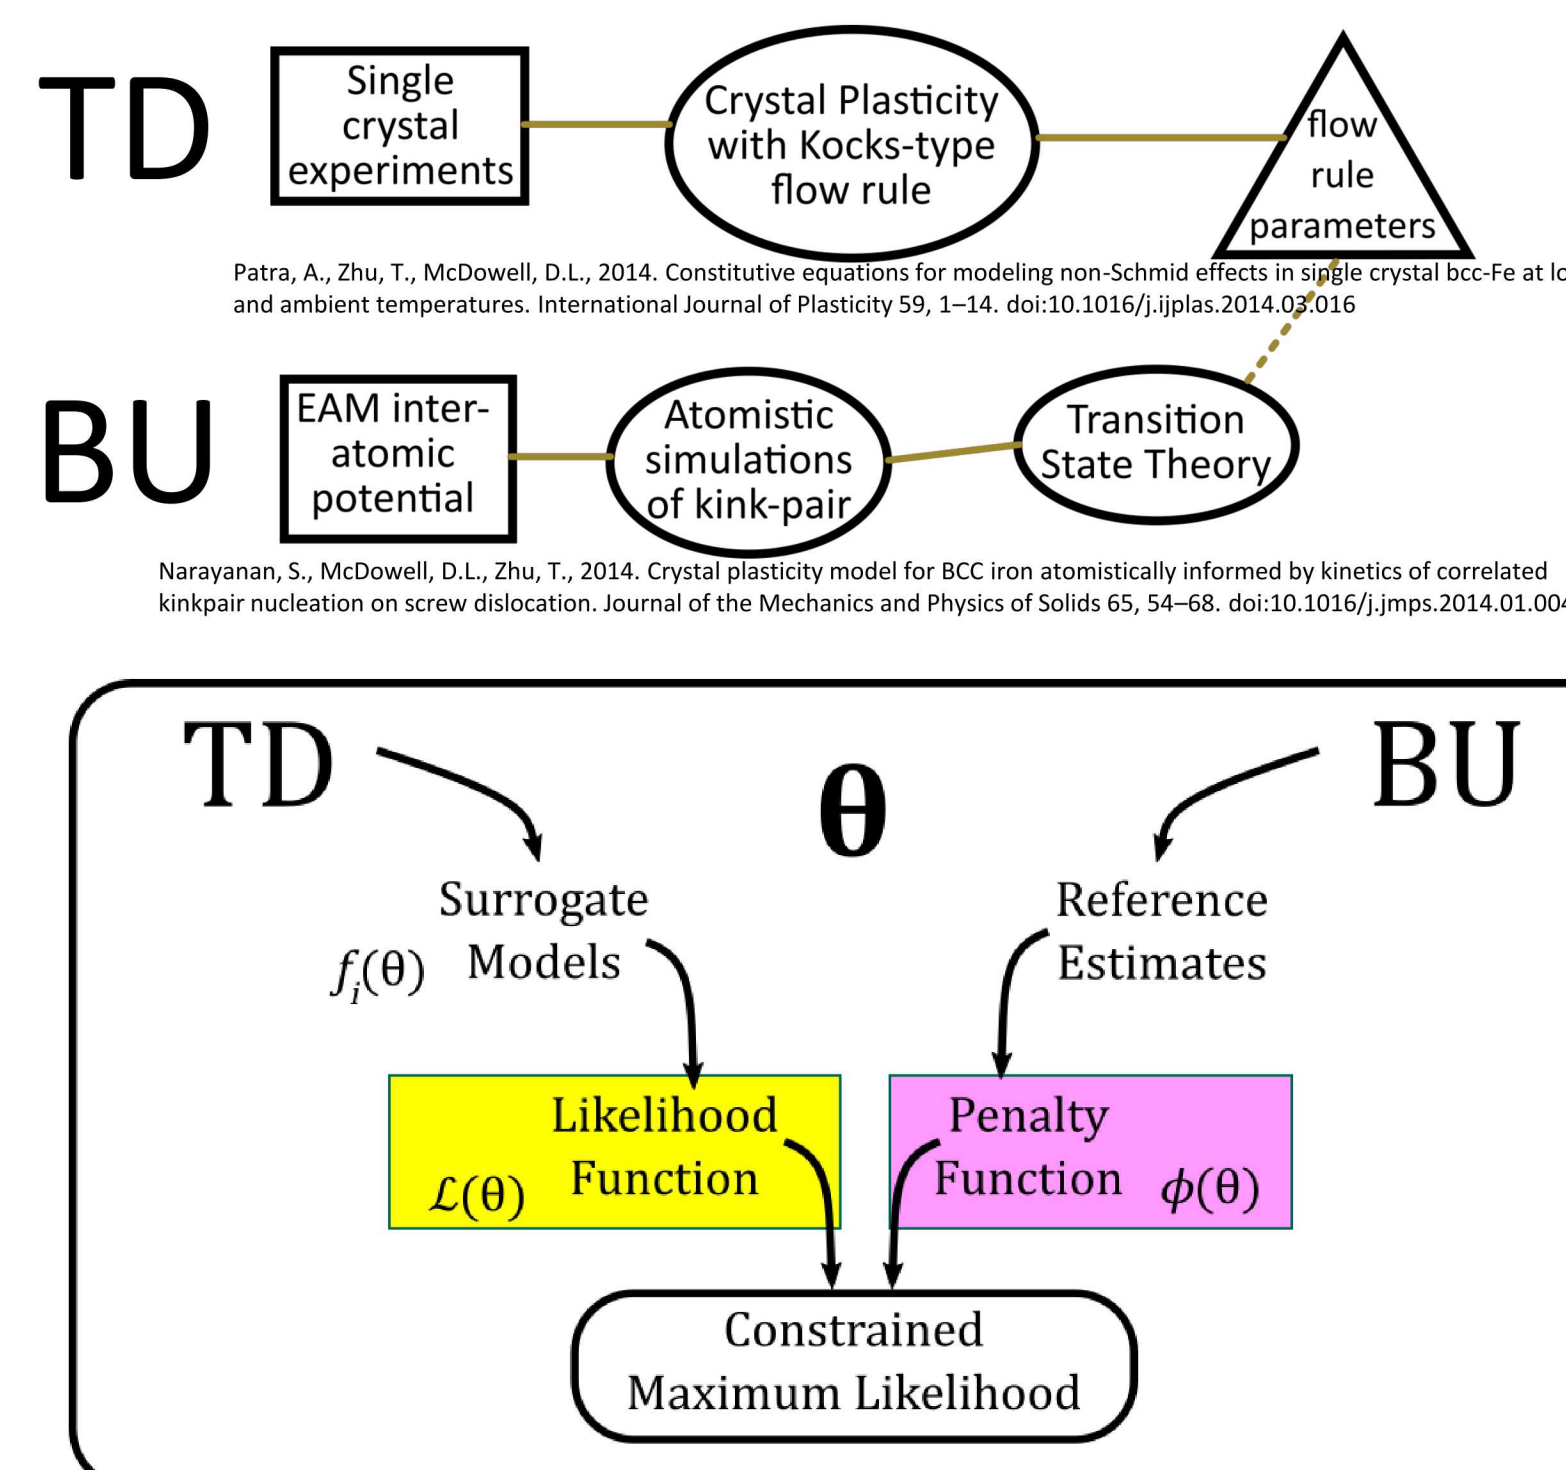 TD
Single
crystal
experiments
Crystal Plasticity
with Kocks-type
flow rule
flow
rule
parameters
Patra, A., Zhu, T., McDowell, D.L., 2014. Constitutive equations for modeling non-Schmid effects in single crystal bcc-Fe at
and ambient temperatures. International Journal of Plasticity 59, 1–14. doi:10.1016/j.ijplas.2014.03.016
BU
EAM inter-
atomic
potential
Atomistic
simulations
of kink-pair
Transition
State Theory
Narayanan, S., McDowell, D.L., Zhu, T., 2014. Crystal plasticity model for BCC iron atomistically informed by kinetics of correlated
kinkpair nucleation on screw dislocation. Journal of the Mechanics and Physics of Solids 65, 54–68. doi:10.1016/j.jmps.2014.01.004
TD
θ
BU
Surrogate
Models
f_i(θ)
Reference
Estimates
Likelihood
Function
ℒ(θ)
Penalty
Function
ϕ(θ)
Constrained
Maximum Likelihood